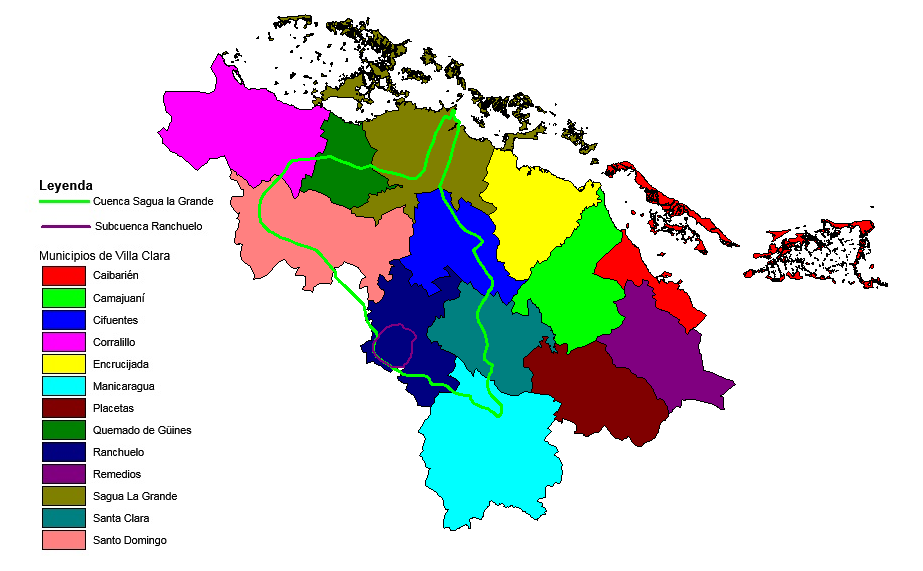 Leyenda
Cuenca Sagua la Grande
Subcuenca Ranchuelo
Municipios de Villa Clara
Caibarién
Camajuaní
Cifuentes
Corralillo
Encrucijada
Manicaragua
Placetas
Quemado de Güines
Ranchuelo
Remedios
Sagua La Grande
Santa Clara
Santo Domingo